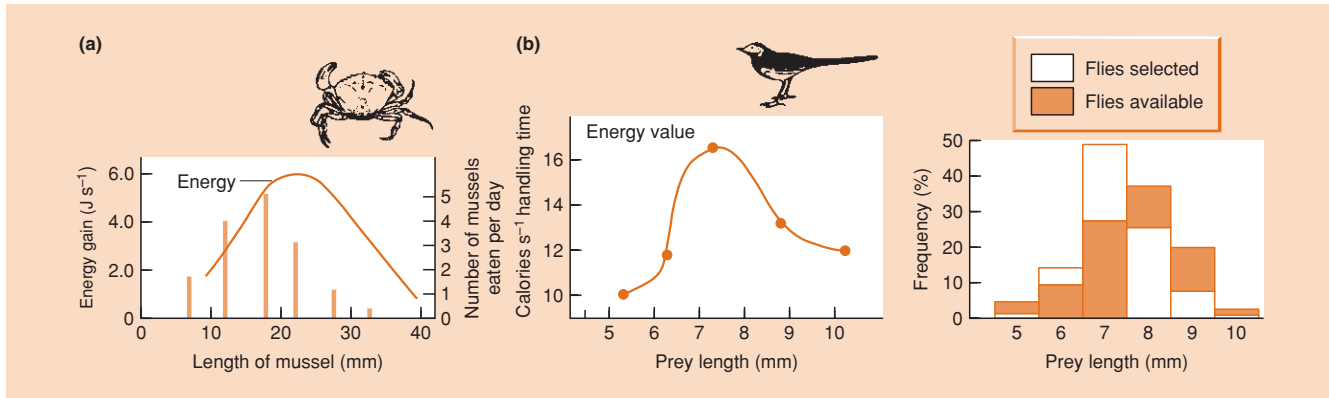 (a)
Energy gain (J s⁻¹)
6.0
4.0
2.0
0
Energy
5
4
3
2
1
0
Number of mussels
eaten per day
0 10 20 30 40
Length of mussel (mm)
(b)
Calories s⁻¹ handling time
16
14
12
10
Energy value
5 6 7 8 9 10
Prey length (mm)
Flies selected
Flies available
Frequency (%)
50
40
30
20
10
0
5 6 7 8 9 10
Prey length (mm)